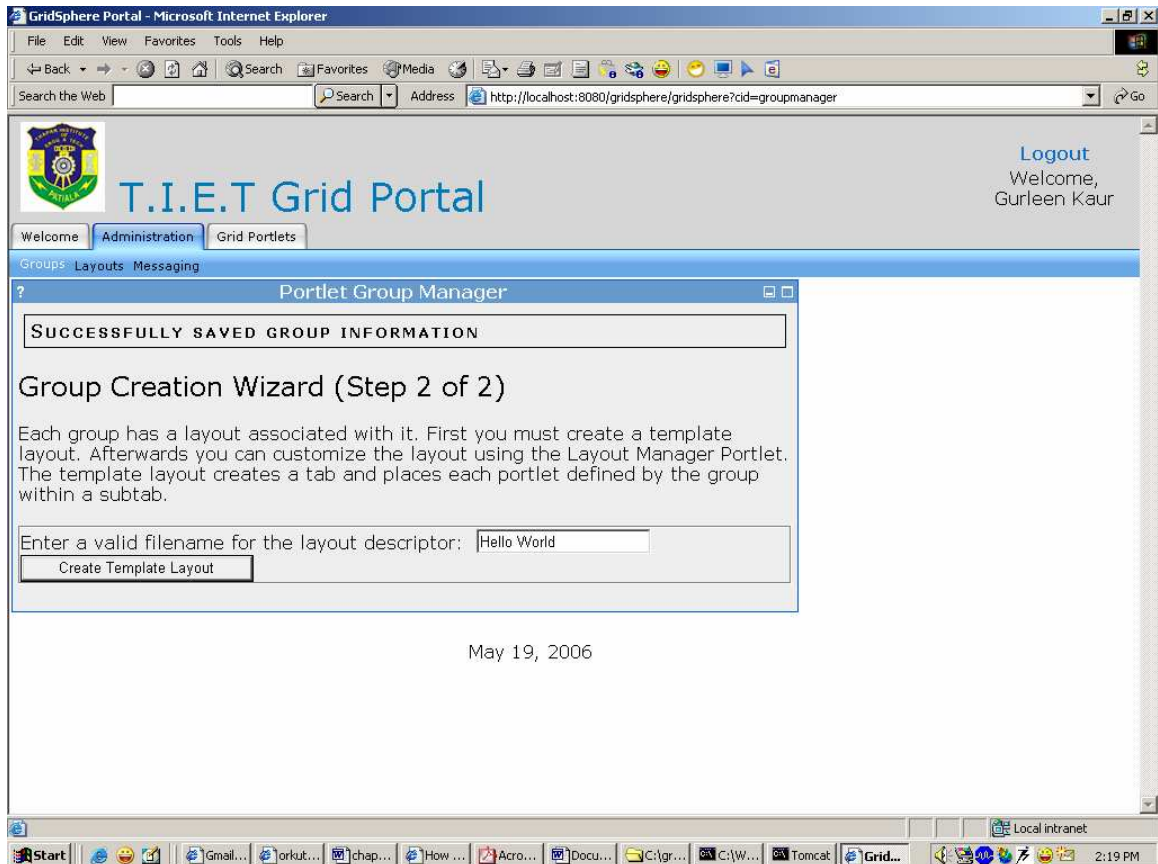 GridSphere Portal - Microsoft Internet Explorer
File Edit View Favorites Tools Help
Back Search Favorites Media
Search the Web Search Address http://localhost:8080/gridsphere/gridsphere?cid=groupmanager Go
PATIALA
T.I.E.T Grid Portal
Logout
Welcome,
Gurleen Kaur
Welcome Administration Grid Portlets
Groups Layouts Messaging
? Portlet Group Manager
SUCCESSFULLY SAVED GROUP INFORMATION
Group Creation Wizard (Step 2 of 2)
Each group has a layout associated with it. First you must create a template
layout. Afterwards you can customize the layout using the Layout Manager Portlet.
The template layout creates a tab and places each portlet defined by the group
within a subtab.
Enter a valid filename for the layout descriptor: Hello World
Create Template Layout
May 19, 2006
Local intranet
Start Gmail... orkut... chap... How ... Acro... Docu... C:\gr... C:\W... Tomcat Grid... 2:19 PM